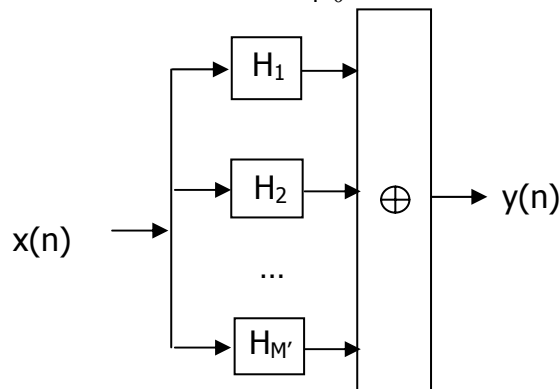 H₁
H₂
⊕
y(n)
x(n)
...
H_M′